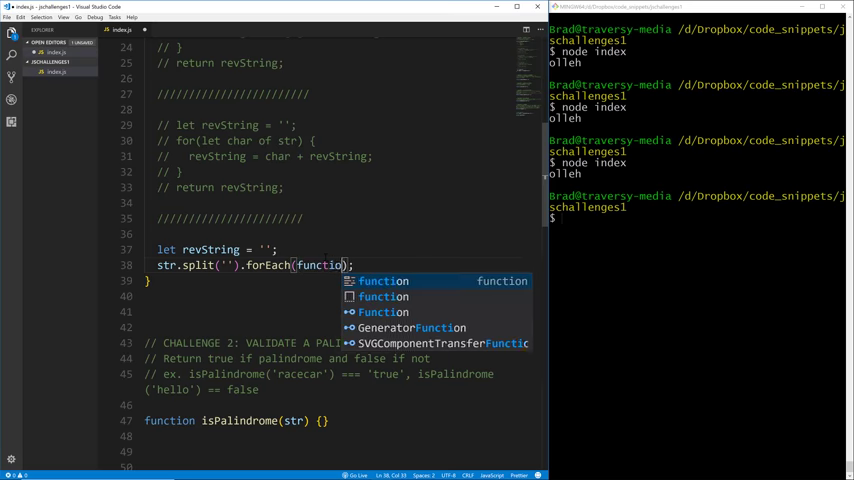 index.js - jschallenges1 - Visual Studio Code
File Edit Selection View Go Debug Tasks Help
EXPLORER
OPEN EDITORS 1 UNSAVED
index.js
JSCHALLENGES1
index.js
index.js
24 // }
25 // return revString;
26
27 ///////////////////////
28
29 // let revString = '';
30 // for(let char of str) {
31 //   revString = char + revString;
32 // }
33 // return revString;
34
35 ///////////////////////
36
37 let revString = '';
38 str.split('').forEach(functio);
39 }
function function
function
Function
GeneratorFunction
SVGComponentTransferFunctic
40
41
42
43 // CHALLENGE 2: VALIDATE A PALI
44 // Return true if palindrome and false if not
45 // ex. isPalindrome('racecar') === 'true', isPalindrome
('hello') == false
46
47 function isPalindrome(str) {}
48
49
50
0 0 Go Live Ln 38, Col 33 Spaces: 2 UTF-8 CRLF JavaScript Prettier
MINGW64:/d/Dropbox/code_snippets/jschallenges1
Brad@traversy-media /d/Dropbox/code_snippets/j
schallenges1
$ node index
olleh
Brad@traversy-media /d/Dropbox/code_snippets/j
schallenges1
$ node index
olleh
Brad@traversy-media /d/Dropbox/code_snippets/j
schallenges1
$ node index
olleh
Brad@traversy-media /d/Dropbox/code_snippets/j
schallenges1
$